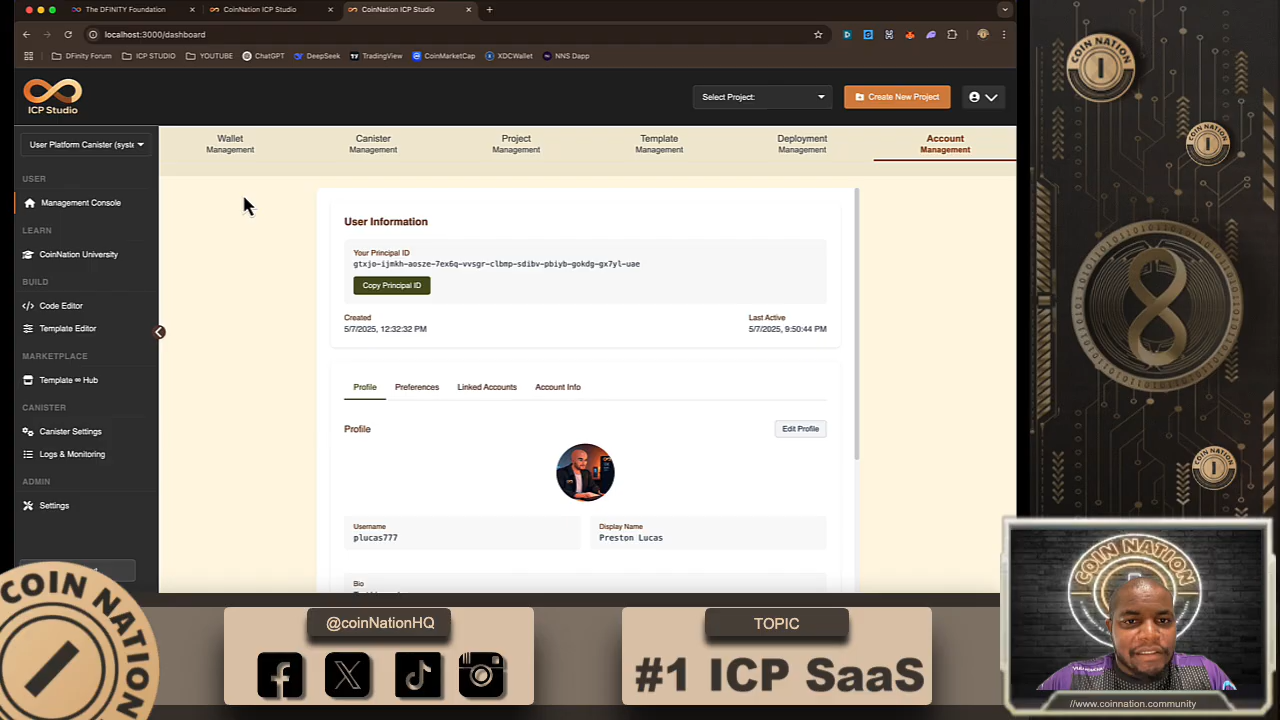 The DFINITY Foundation
CoinNation ICP Studio
CoinNation ICP Studio
localhost:3000/dashboard
DFinity Forum
ICP STUDIO
YOUTUBE
ChatGPT
DeepSeek
TradingView
CoinMarketCap
XDCWallet
NNS Dapp
ICP Studio
Select Project:
Create New Project
User Platform Canister (syste
Wallet
Management
Canister
Management
Project
Management
Template
Management
Deployment
Management
Account
Management
USER
Management Console
LEARN
CoinNation University
BUILD
Code Editor
Template Editor
MARKETPLACE
Template ∞ Hub
CANISTER
Canister Settings
Logs & Monitoring
ADMIN
Settings
User Information
Your Principal ID
gtxjo-ijmkh-aosze-7ex6q-vvsgr-clbmp-sdibv-pbiyb-gokdg-gx7yl-uae
Copy Principal ID
Created
5/7/2025, 12:32:32 PM
Last Active
5/7/2025, 9:50:44 PM
Profile
Preferences
Linked Accounts
Account Info
Profile
Edit Profile
Username
plucas777
Display Name
Preston Lucas
Bio
COIN NATION
COIN NATION
COIN NATION
COIN NATION
@coinNationHQ
TOPIC
#1 ICP SaaS
COIN NATION
//www.coinnation.community